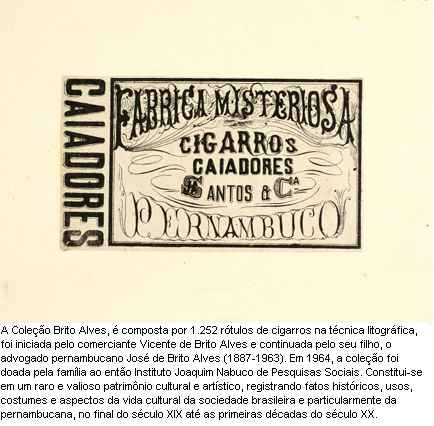 CAIADORES
FABRICA MISTERIOSA
CIGARROS
CAIADORES
SANTOS & Cᴵᴬ
PERNAMBUCO
A Coleção Brito Alves, é composta por 1.252 rótulos de cigarros na técnica litográfica,
foi iniciada pelo comerciante Vicente de Brito Alves e continuada pelo seu filho, o
advogado pernambucano José de Brito Alves (1887-1963). Em 1964, a coleção foi
doada pela família ao então Instituto Joaquim Nabuco de Pesquisas Sociais. Constitui-se
em um raro e valioso patrimônio cultural e artístico, registrando fatos históricos, usos,
costumes e aspectos da vida cultural da sociedade brasileira e particularmente da
pernambucana, no final do século XIX até as primeiras décadas do século XX.